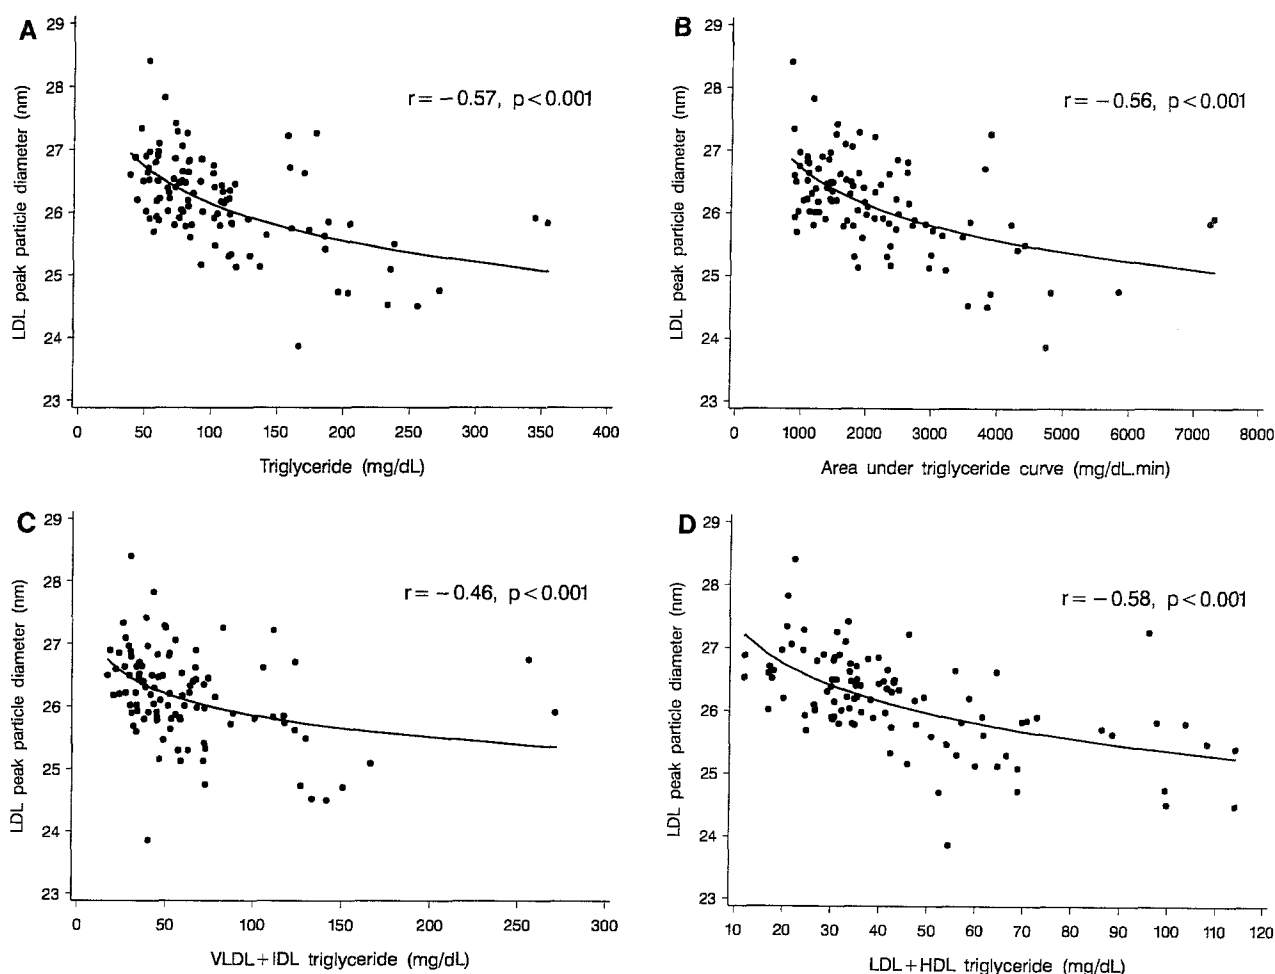 A
29
28
27
26
25
24
23
LDL peak particle diameter (nm)
r = −0.57, p<0.001
0 50 100 150 200 250 300 350 400
Triglyceride (mg/dL)
B
29
28
27
26
25
24
23
LDL peak particle diameter (nm)
r = −0.56, p<0.001
0 1000 2000 3000 4000 5000 6000 7000 8000
Area under triglyceride curve (mg/dL.min)
C
29
28
27
26
25
24
23
LDL peak particle diameter (nm)
r = −0.46, p<0.001
0 50 100 150 200 250 300
VLDL+IDL triglyceride (mg/dL)
D
29
28
27
26
25
24
23
LDL peak particle diameter (nm)
r = −0.58, p<0.001
10 20 30 40 50 60 70 80 90 100 110 120
LDL+HDL triglyceride (mg/dL)